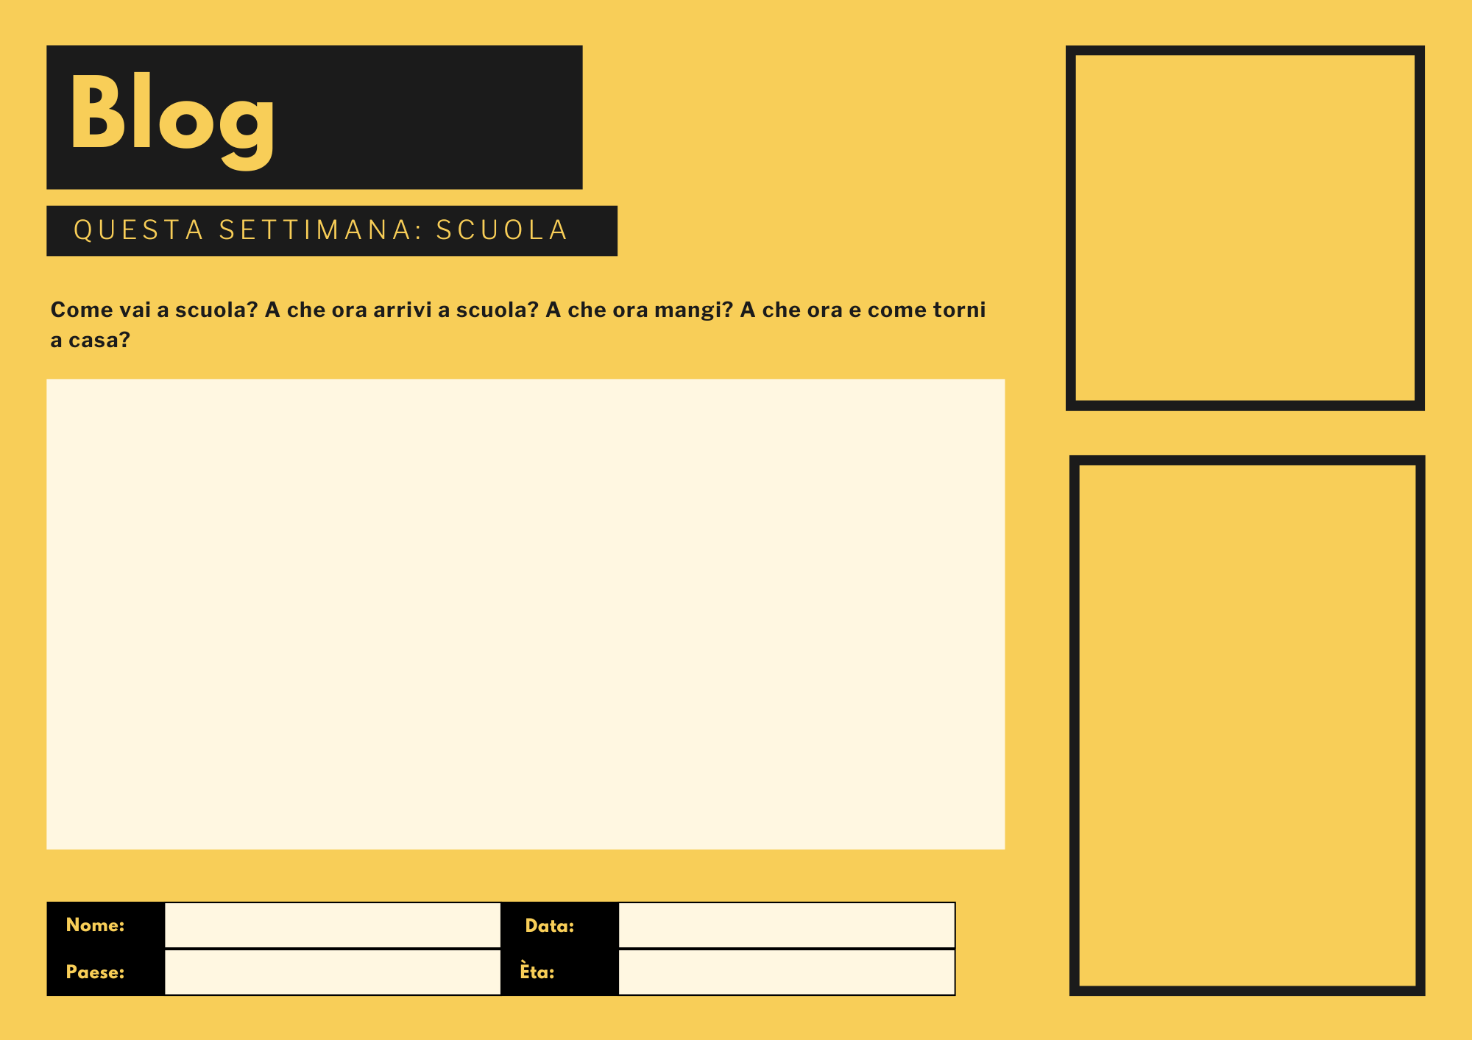 Blog
QUESTA SETTIMANA: SCUOLA
Come vai a scuola? A che ora arrivi a scuola? A che ora mangi? A che ora e come torni
a casa?
Nome:
Data:
Paese:
Èta: